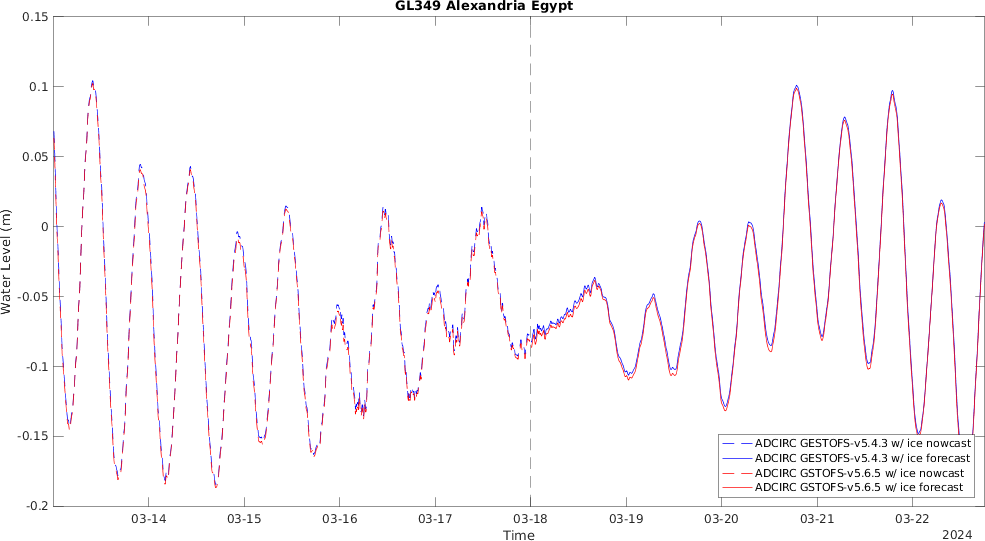 GL349 Alexandria Egypt
0.15
0.1
0.05
0
-0.05
-0.1
-0.15
-0.2
Water Level (m)
ADCIRC GESTOFS-v5.4.3 w/ ice nowcast
ADCIRC GESTOFS-v5.4.3 w/ ice forecast
ADCIRC GSTOFS-v5.6.5 w/ ice nowcast
ADCIRC GSTOFS-v5.6.5 w/ ice forecast
03-14 03-15 03-16 03-17 03-18 03-19 03-20 03-21 03-22
Time
2024